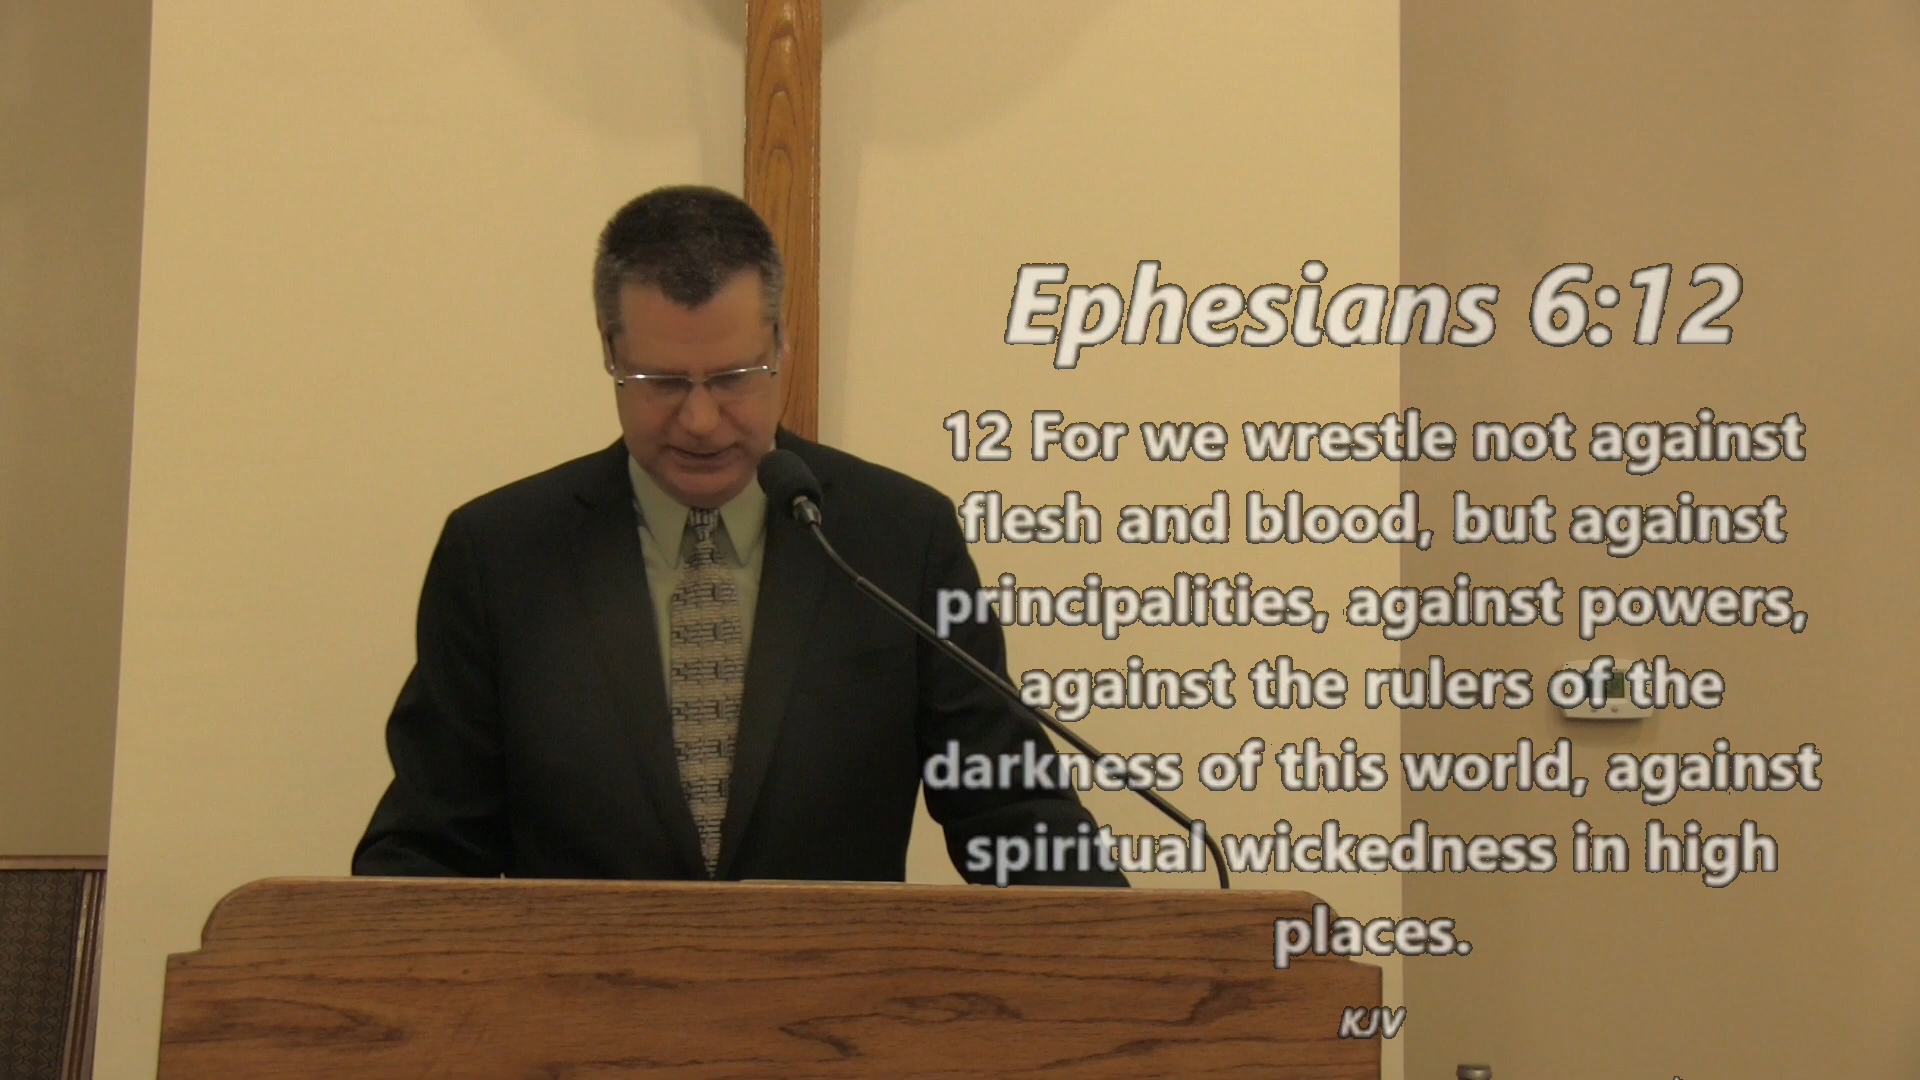 Ephesians 6:12
12 For we wrestle not against
flesh and blood, but against
principalities, against powers,
against the rulers of the
darkness of this world, against
spiritual wickedness in high
places.
KJV